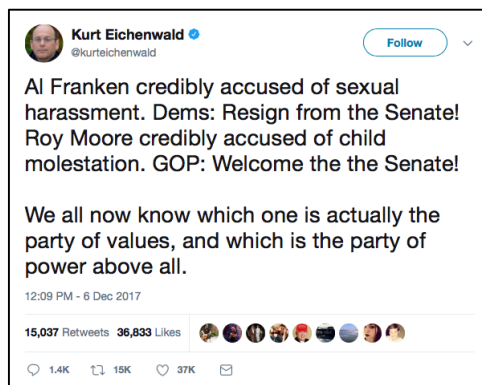 Kurt Eichenwald
@kurteichenwald
Follow
Al Franken credibly accused of sexual
harassment. Dems: Resign from the Senate!
Roy Moore credibly accused of child
molestation. GOP: Welcome the the Senate!
We all now know which one is actually the
party of values, and which is the party of
power above all.
12:09 PM - 6 Dec 2017
15,037 Retweets 36,833 Likes
1.4K 15K 37K